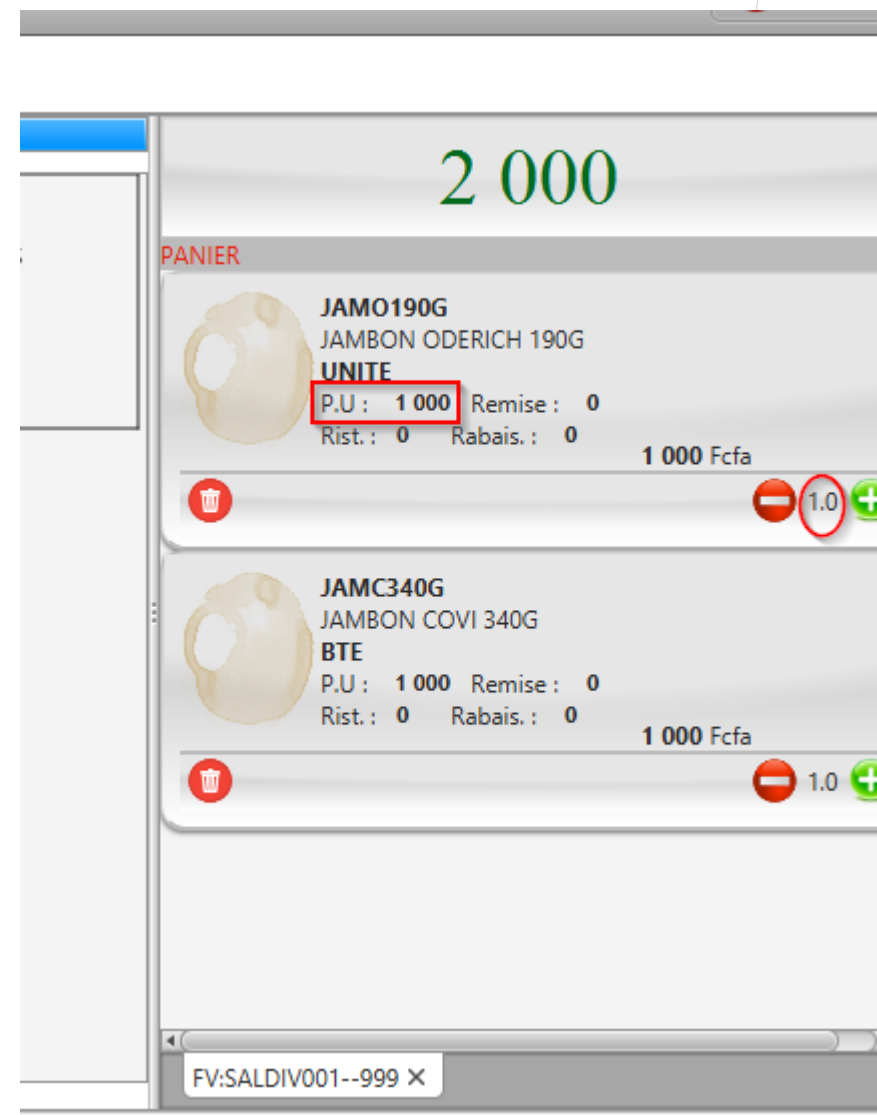 2 000
PANIER
JAMO190G
JAMBON ODERICH 190G
UNITE
P.U : 1 000 Remise : 0
Rist. : 0 Rabais. : 0
1 000 Fcfa
1.0
JAMC340G
JAMBON COVI 340G
BTE
P.U : 1 000 Remise : 0
Rist. : 0 Rabais. : 0
1 000 Fcfa
1.0
FV:SALDIV001--999 ×